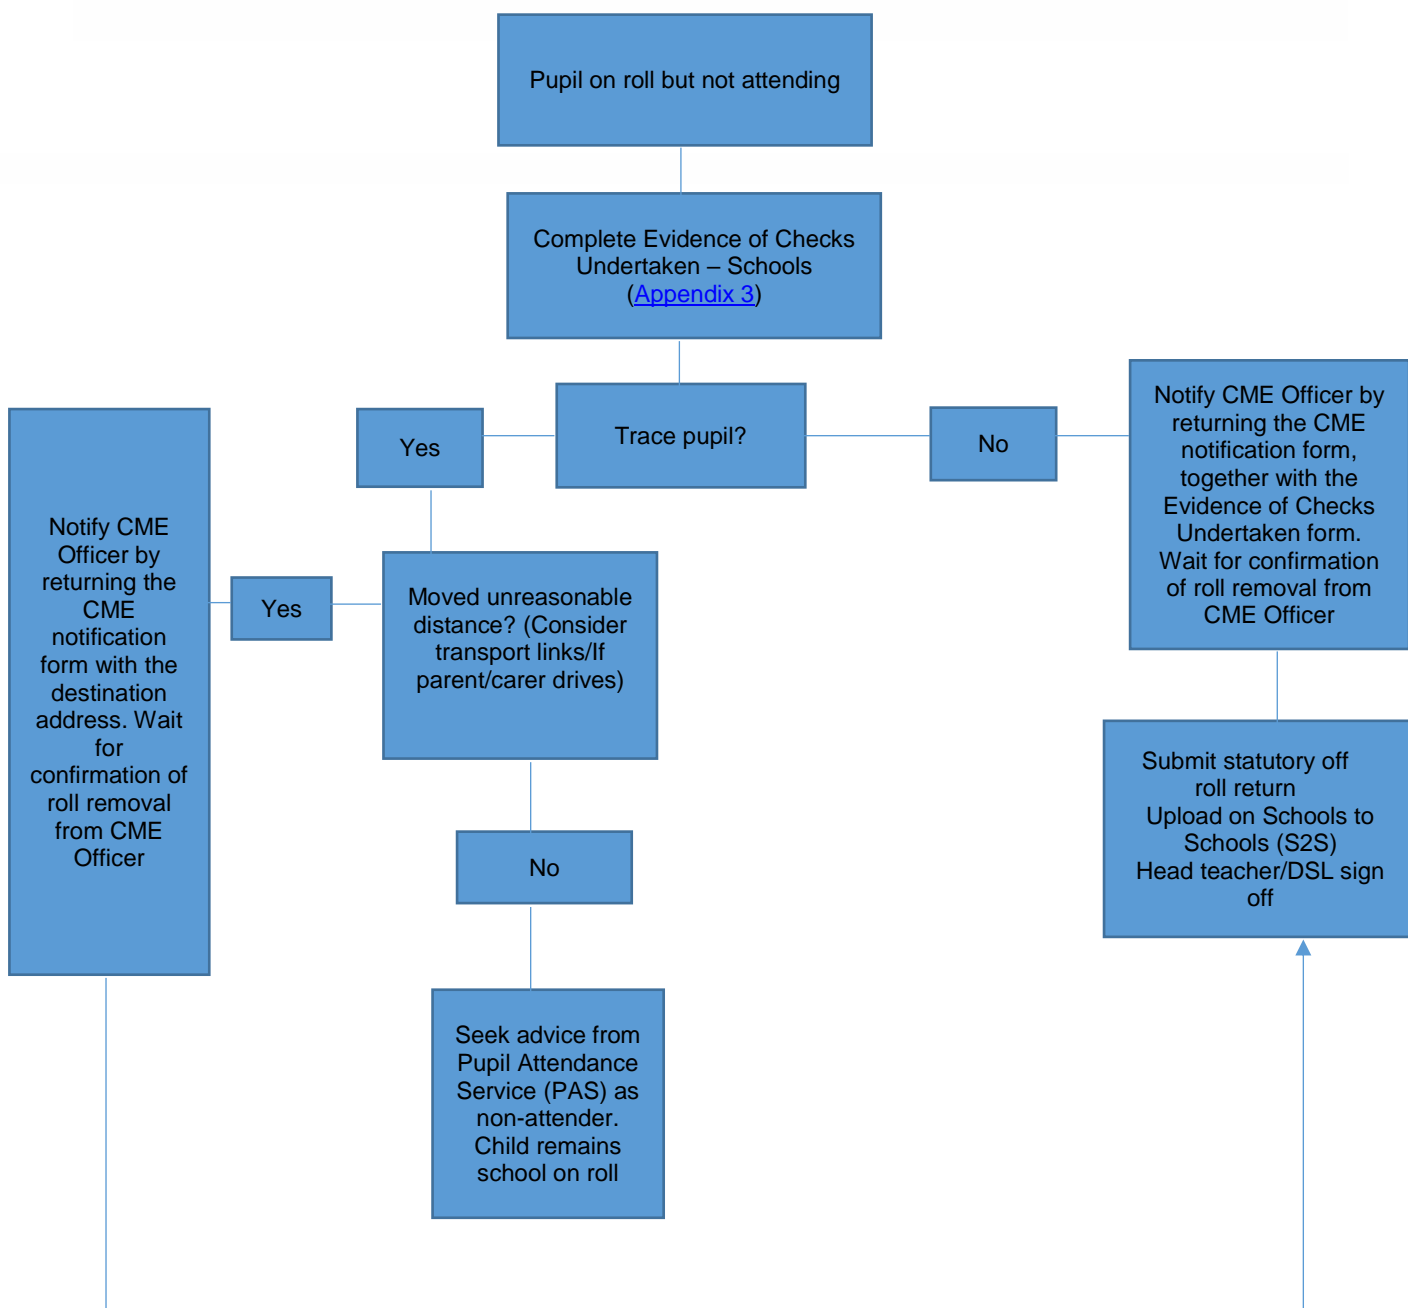 Pupil on roll but not attending
Complete Evidence of Checks
Undertaken – Schools
(Appendix 3)
Trace pupil?
Yes
No
Notify CME Officer by
returning the CME
notification form,
together with the
Evidence of Checks
Undertaken form.
Wait for confirmation
of roll removal from
CME Officer
Notify CME
Officer by
returning the
CME
notification
form with the
destination
address. Wait
for
confirmation of
roll removal
from CME
Officer
Yes
Moved unreasonable
distance? (Consider
transport links/If
parent/carer drives)
Submit statutory off
roll return
Upload on Schools to
Schools (S2S)
Head teacher/DSL sign
off
No
Seek advice from
Pupil Attendance
Service (PAS) as
non-attender.
Child remains
school on roll